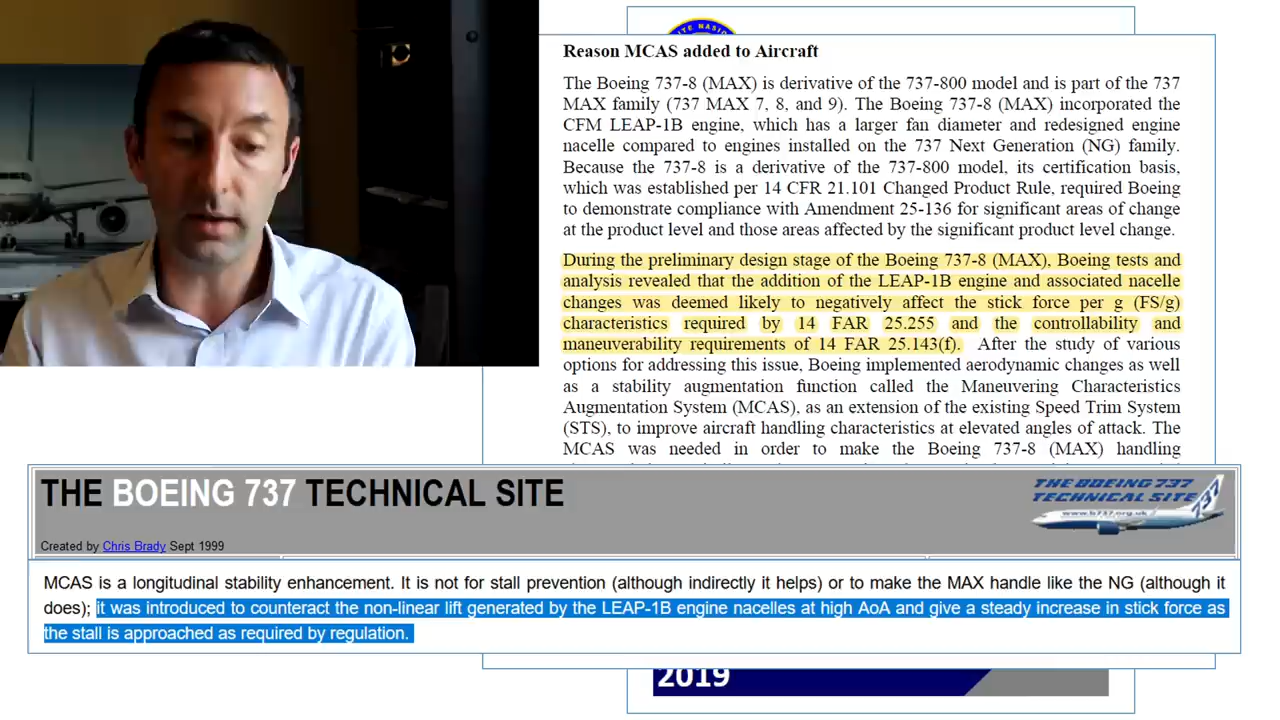 Reason MCAS added to Aircraft
The Boeing 737-8 (MAX) is derivative of the 737-800 model and is part of the 737
MAX family (737 MAX 7, 8, and 9). The Boeing 737-8 (MAX) incorporated the
CFM LEAP-1B engine, which has a larger fan diameter and redesigned engine
nacelle compared to engines installed on the 737 Next Generation (NG) family.
Because the 737-8 is a derivative of the 737-800 model, its certification basis,
which was established per 14 CFR 21.101 Changed Product Rule, required Boeing
to demonstrate compliance with Amendment 25-136 for significant areas of change
at the product level and those areas affected by the significant product level change.
During the preliminary design stage of the Boeing 737-8 (MAX), Boeing tests and
analysis revealed that the addition of the LEAP-1B engine and associated nacelle
changes was deemed likely to negatively affect the stick force per g (FS/g)
characteristics required by 14 FAR 25.255 and the controllability and
maneuverability requirements of 14 FAR 25.143(f). After the study of various
options for addressing this issue, Boeing implemented aerodynamic changes as well
as a stability augmentation function called the Maneuvering Characteristics
Augmentation System (MCAS), as an extension of the existing Speed Trim System
(STS), to improve aircraft handling characteristics at elevated angles of attack. The
MCAS was needed in order to make the Boeing 737-8 (MAX) handling
THE BOEING 737 TECHNICAL SITE
THE BOEING 737
TECHNICAL SITE
www.b737.org.uk
737
Created by Chris Brady Sept 1999
MCAS is a longitudinal stability enhancement. It is not for stall prevention (although indirectly it helps) or to make the MAX handle like the NG (although it
does); it was introduced to counteract the non-linear lift generated by the LEAP-1B engine nacelles at high AoA and give a steady increase in stick force as
the stall is approached as required by regulation.
2019